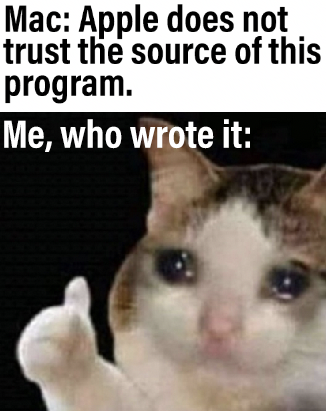 Mac: Apple does not
trust the source of this
program.
Me, who wrote it: